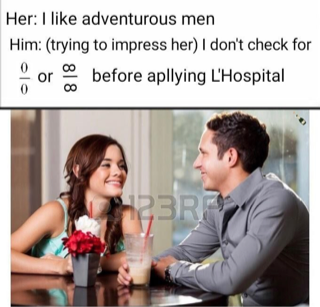 Her: I like adventurous men
Him: (trying to impress her) I don't check for
0/0 or ∞/∞ before apllying L'Hospital
123RF